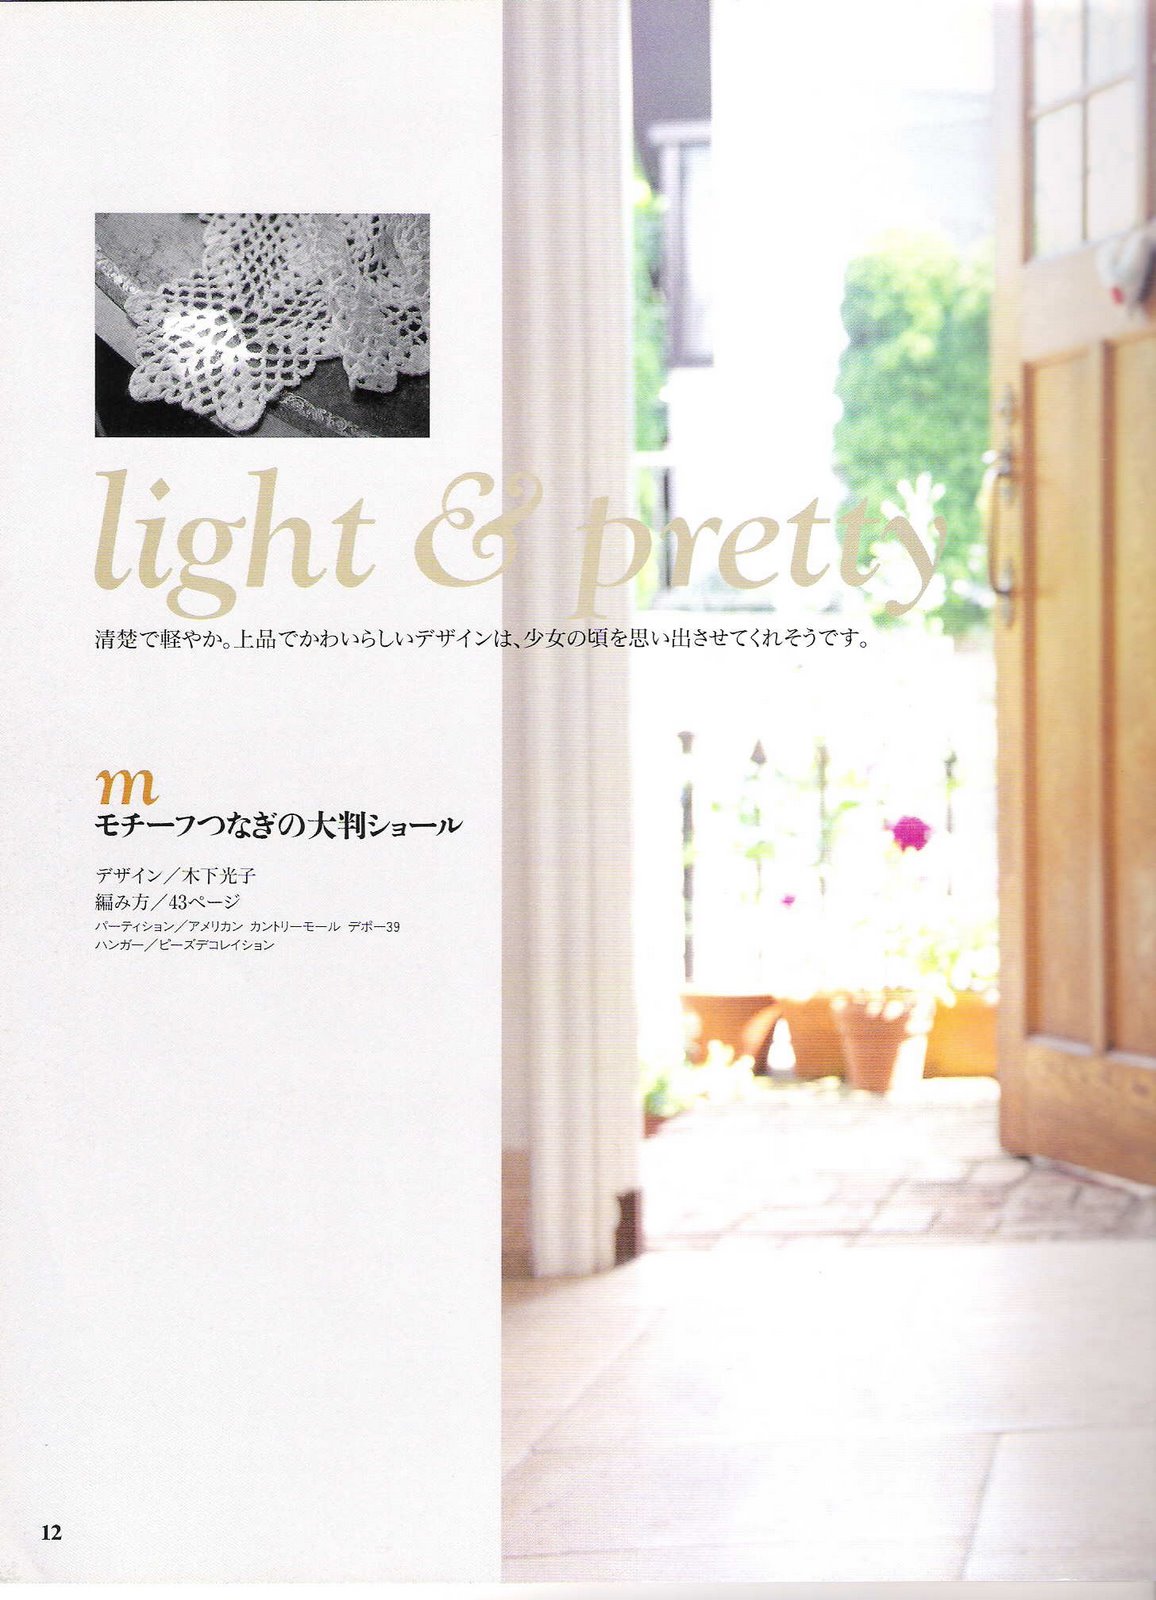 light & pretty
清楚で軽やか。上品でかわいらしいデザインは、少女の頃を思い出させてくれそうです。
m
モチーフつなぎの大判ショール
デザイン／木下光子
編み方／43ページ
パーティション／アメリカン カントリーモール デポー39
ハンガー／ビーズデコレイション
12